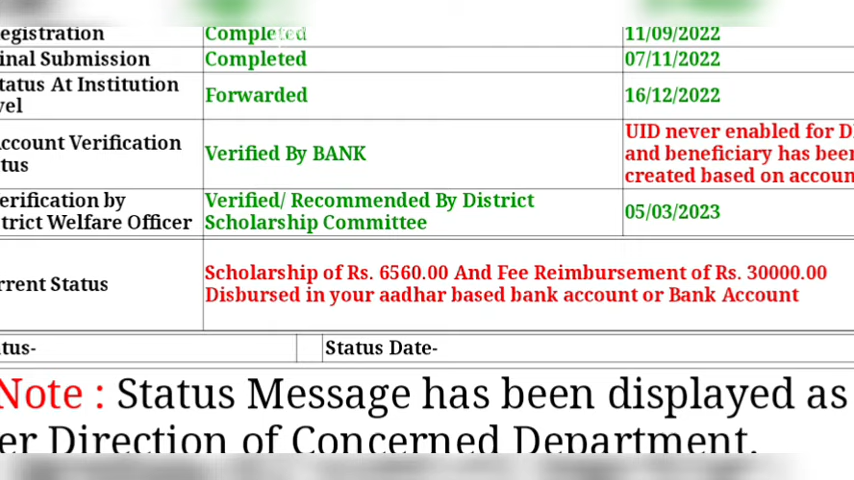 egistration Completed 11/09/2022
inal Submission Completed 07/11/2022
tatus At Institution
vel Forwarded 16/12/2022
ccount Verification
tus Verified By BANK UID never enabled for D
and beneficiary has been
created based on accoun
erification by
trict Welfare Officer Verified/ Recommended By District
Scholarship Committee 05/03/2023
rrent Status Scholarship of Rs. 6560.00 And Fee Reimbursement of Rs. 30000.00
Disbursed in your aadhar based bank account or Bank Account
tus- Status Date-
Note : Status Message has been displayed as
er Direction of Concerned Department.